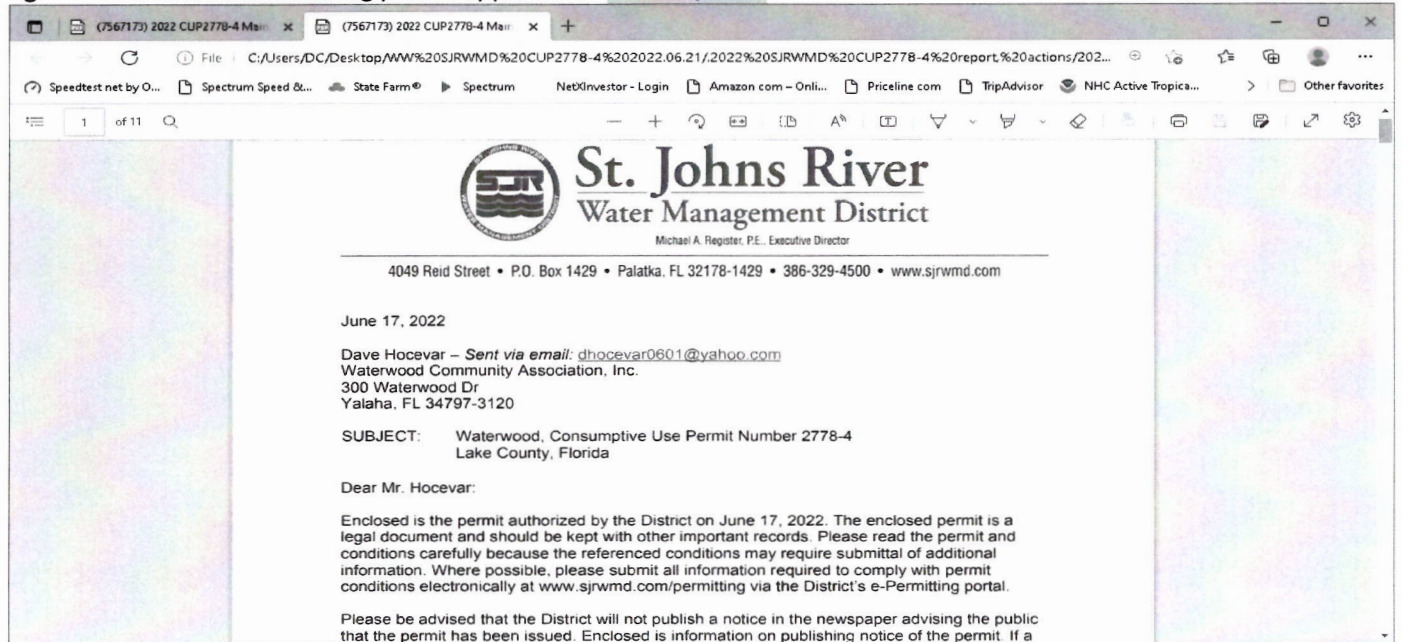 (7567173) 2022 CUP2778-4 Main
(7567173) 2022 CUP2778-4 Main
File C:/Users/DC/Desktop/WW%20SJRWMD%20CUP2778-4%202022.06.21/.2022%20SJRWMD%20CUP2778-4%20report,%20actions/202...
Speedtest net by O... Spectrum Speed &... State Farm® Spectrum NetXInvestor - Login Amazon com – Onli... Priceline com TripAdvisor NHC Active Tropica... Other favorites
1 of 11
SJR
St. Johns River
Water Management District
Michael A. Register, P.E., Executive Director
4049 Reid Street • P.O. Box 1429 • Palatka, FL 32178-1429 • 386-329-4500 • www.sjrwmd.com
June 17, 2022
Dave Hocevar – Sent via email: dhocevar0601@yahoo.com
Waterwood Community Association, Inc.
300 Waterwood Dr
Yalaha, FL 34797-3120
SUBJECT: Waterwood, Consumptive Use Permit Number 2778-4
Lake County, Florida
Dear Mr. Hocevar:
Enclosed is the permit authorized by the District on June 17, 2022. The enclosed permit is a
legal document and should be kept with other important records. Please read the permit and
conditions carefully because the referenced conditions may require submittal of additional
information. Where possible, please submit all information required to comply with permit
conditions electronically at www.sjrwmd.com/permitting via the District's e-Permitting portal.
Please be advised that the District will not publish a notice in the newspaper advising the public
that the permit has been issued. Enclosed is information on publishing notice of the permit. If a